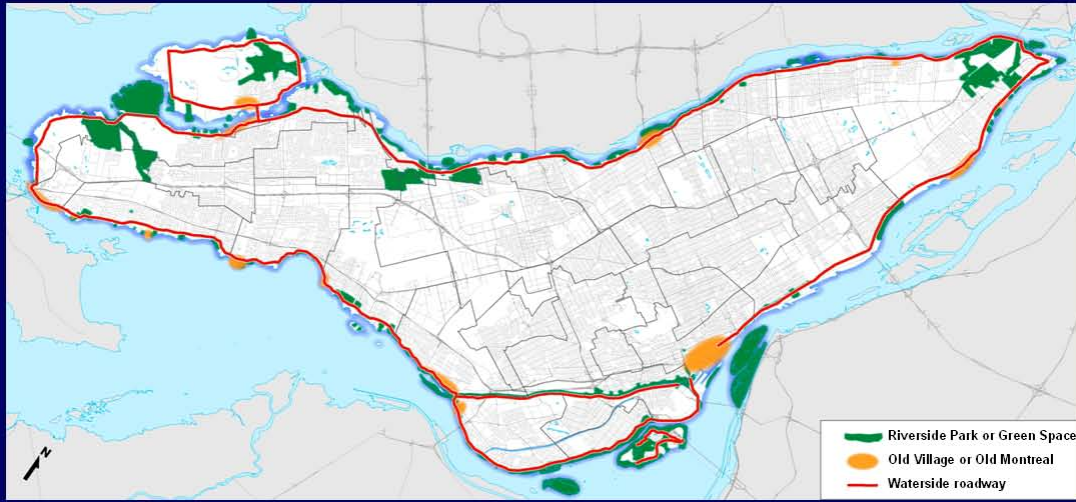 N
Riverside Park or Green Space
Old Village or Old Montreal
Waterside roadway